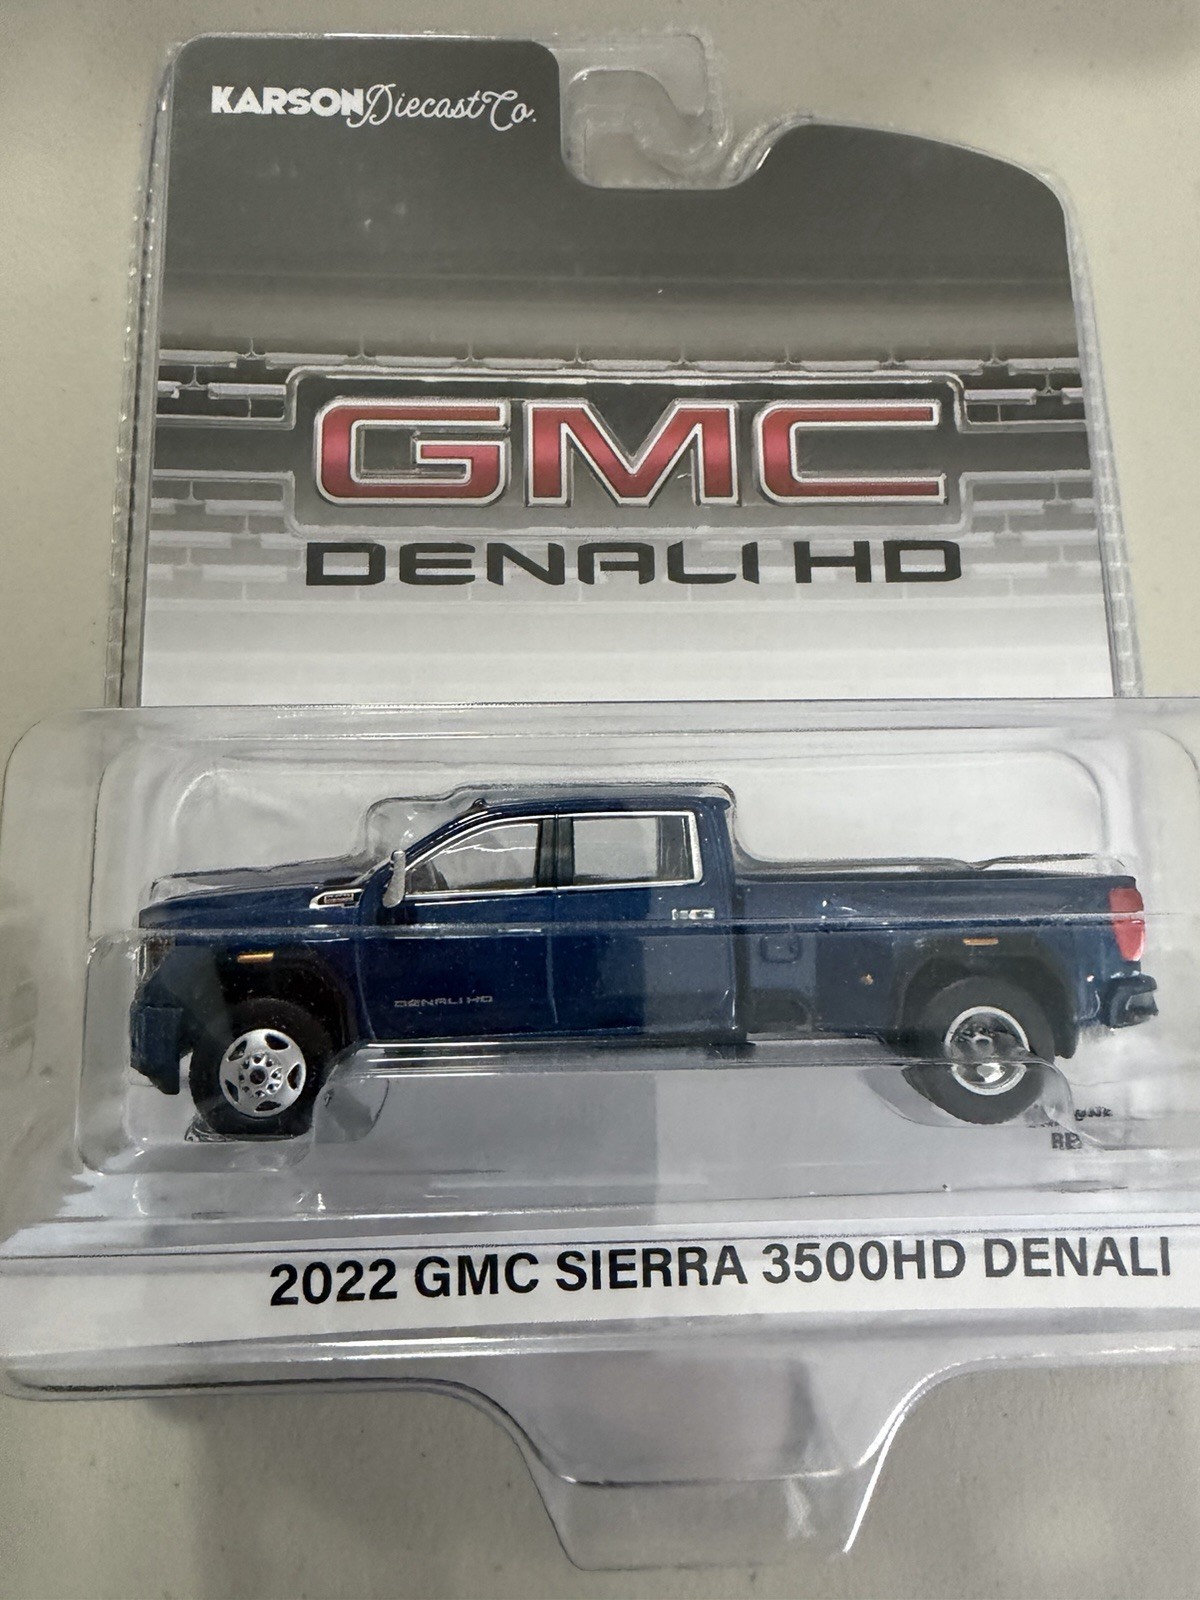 KARSON Diecast Co.
GMC
DENALI HD
DENALI HD
2022 GMC SIERRA 3500HD DENALI